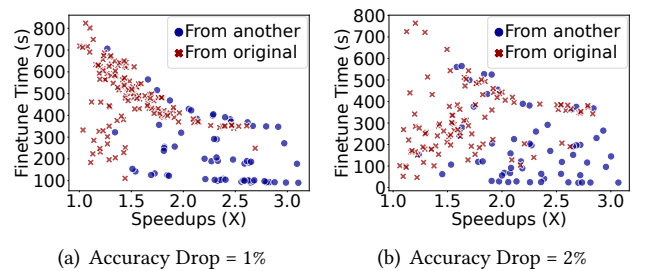 From another
From original
Finetune Time (s)
800
700
600
500
400
300
200
100
1.0 1.5 2.0 2.5 3.0
Speedups (X)
(a) Accuracy Drop = 1%
From another
From original
Finetune Time (s)
800
700
600
500
400
300
200
100
0
1.0 1.5 2.0 2.5 3.0
Speedups (X)
(b) Accuracy Drop = 2%